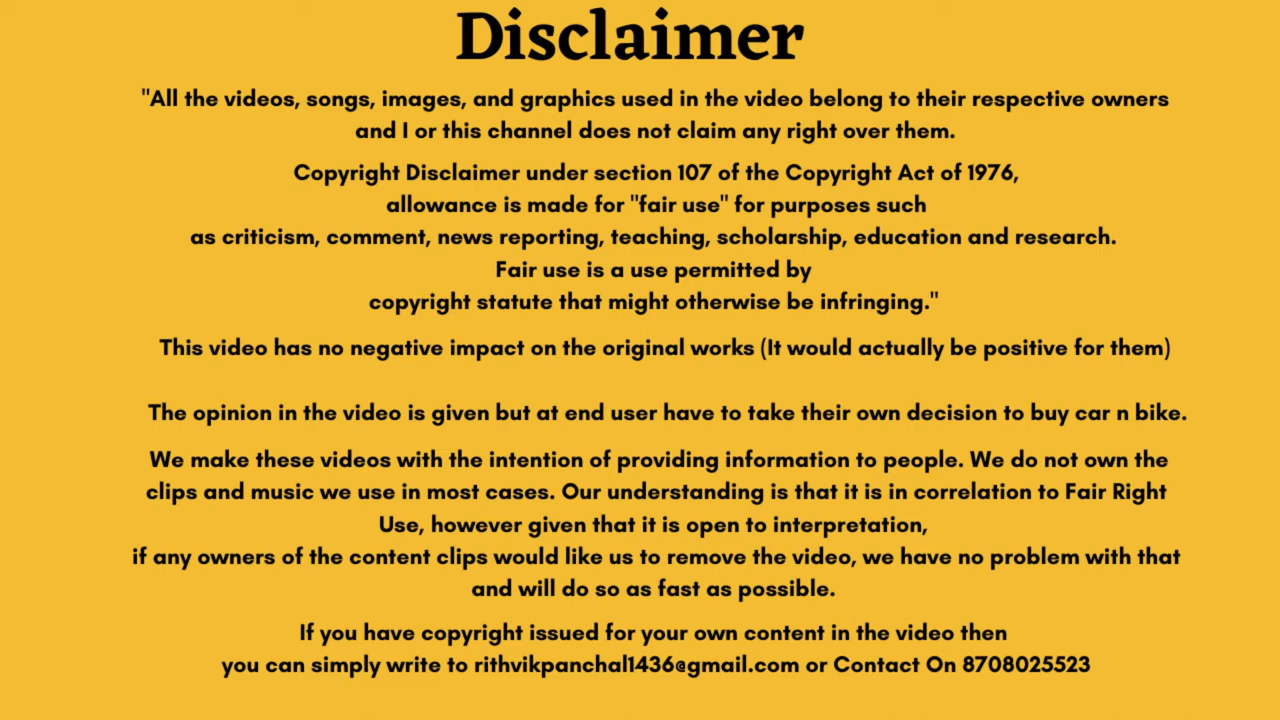 Disclaimer
"All the videos, songs, images, and graphics used in the video belong to their respective owners
and I or this channel does not claim any right over them.
Copyright Disclaimer under section 107 of the Copyright Act of 1976,
allowance is made for "fair use" for purposes such
as criticism, comment, news reporting, teaching, scholarship, education and research.
Fair use is a use permitted by
copyright statute that might otherwise be infringing."
This video has no negative impact on the original works (It would actually be positive for them)
The opinion in the video is given but at end user have to take their own decision to buy car n bike.
We make these videos with the intention of providing information to people. We do not own the
clips and music we use in most cases. Our understanding is that it is in correlation to Fair Right
Use, however given that it is open to interpretation,
if any owners of the content clips would like us to remove the video, we have no problem with that
and will do so as fast as possible.
If you have copyright issued for your own content in the video then
you can simply write to rithvikpanchal1436@gmail.com or Contact On 8708025523